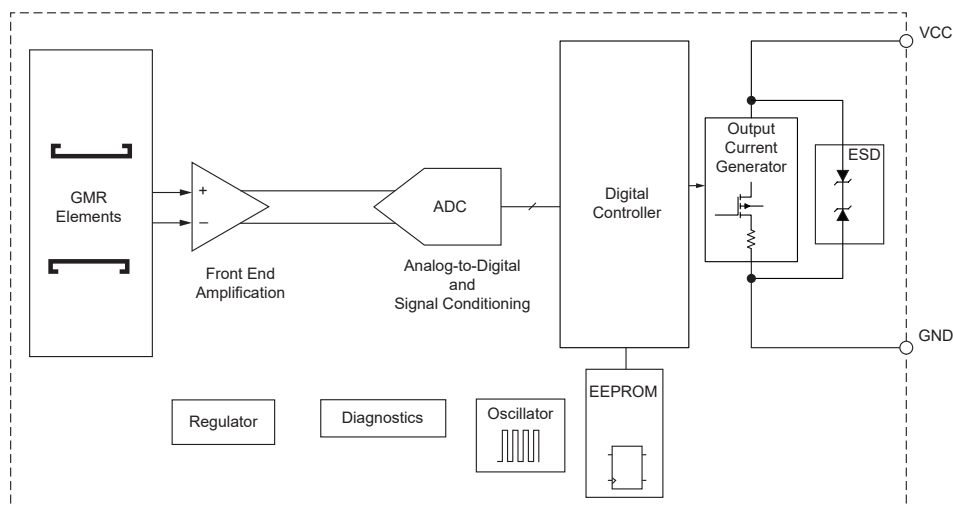 VCC
Output
Current
Generator
ESD
GMR
Elements
+
−
ADC
Digital
Controller
Front End
Amplification
Analog-to-Digital
and
Signal Conditioning
GND
EEPROM
Regulator
Diagnostics
Oscillator